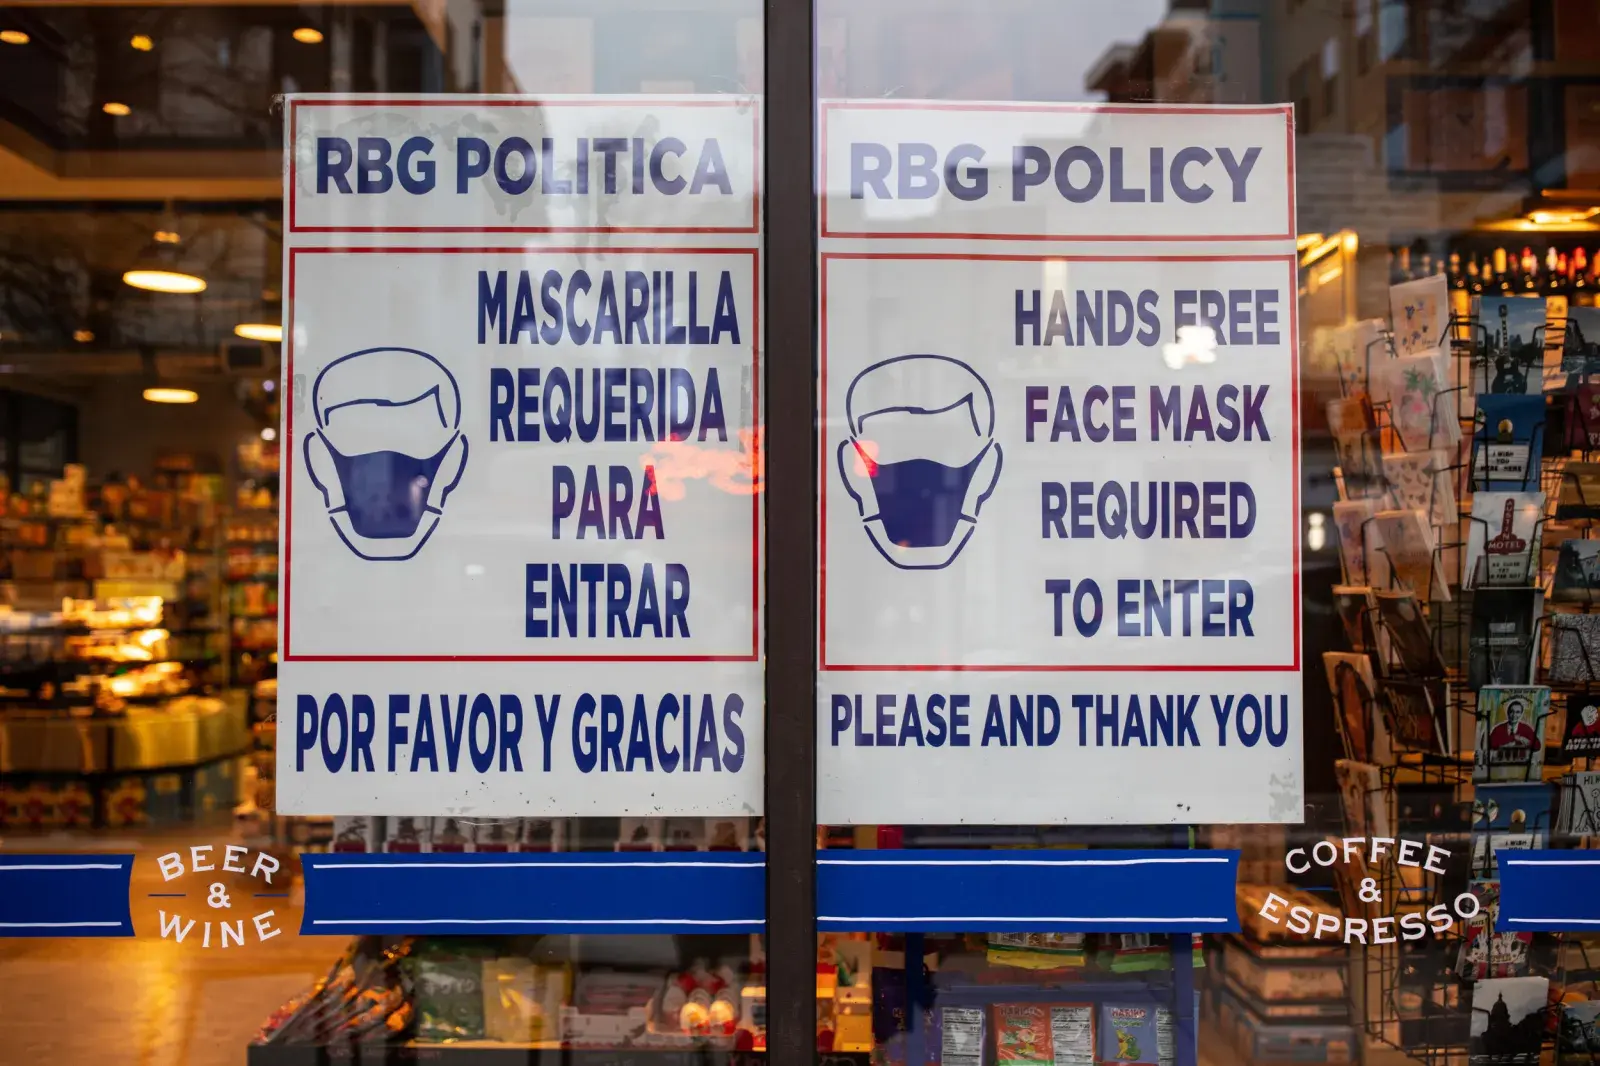 RBG POLITICA
MASCARILLA
REQUERIDA
PARA
ENTRAR
POR FAVOR Y GRACIAS
RBG POLICY
HANDS FREE
FACE MASK
REQUIRED
TO ENTER
PLEASE AND THANK YOU
BEER
&
WINE
COFFEE
&
ESPRESSO
MOTEL